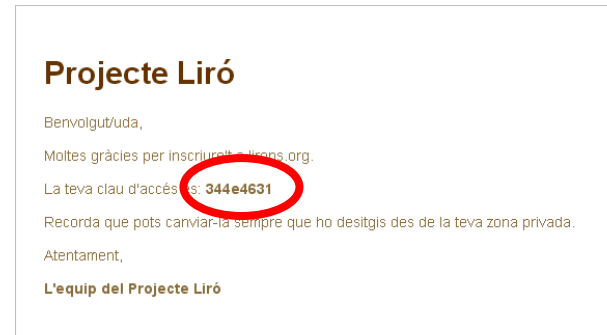 Projecte Liró
Benvolgut/uda,
Moltes gràcies per inscriure't a lirons.org.
La teva clau d'accés és: 344e4631
Recorda que pots canviar-la sempre que ho desitgis des de la teva zona privada.
Atentament,
L'equip del Projecte Liró